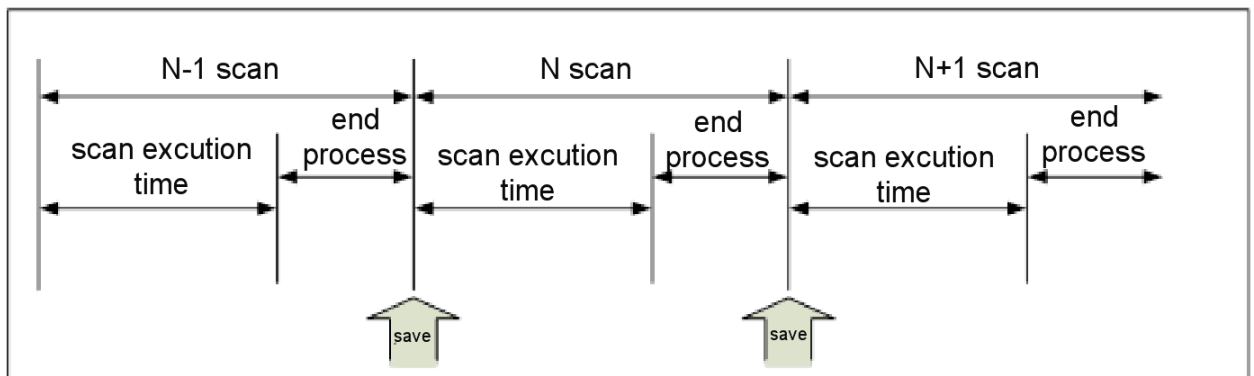 N-1 scan
N scan
N+1 scan
end
process
end
process
end
process
scan excution
time
scan excution
time
scan excution
time
save
save